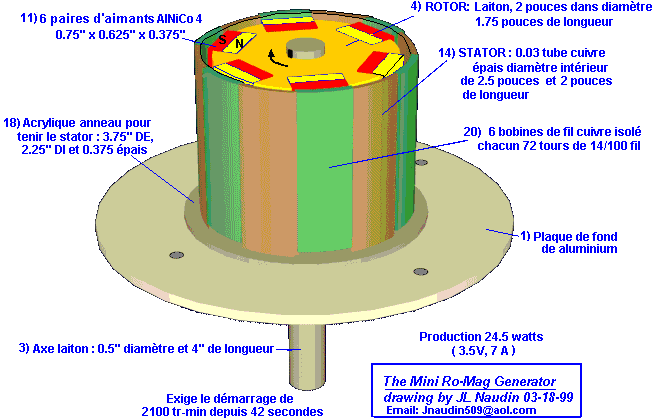 11) 6 paires d'aimants AlNiCo 4
0.75" x 0.625" x 0.375"
4) ROTOR: Laiton, 2 pouces dans diamètre
1.75 pouces de longueur
S N
14) STATOR : 0.03 tube cuivre
épais diamètre intérieur
de 2.5 pouces et 2 pouces
de longueur
18) Acrylique anneau pour
tenir le stator : 3.75" DE,
2.25" DI et 0.375 épais
20) 6 bobines de fil cuivre isolé
chacun 72 tours de 14/100 fil
1) Plaque de fond
de aluminium
3) Axe laiton : 0.5" diamètre et 4" de longueur
Production 24.5 watts
( 3.5V, 7 A )
Exige le démarrage de
2100 tr-min depuis 42 secondes
The Mini Ro-Mag Generator
drawing by JL Naudin 03-18-99
Email: Jnaudin509@aol.com